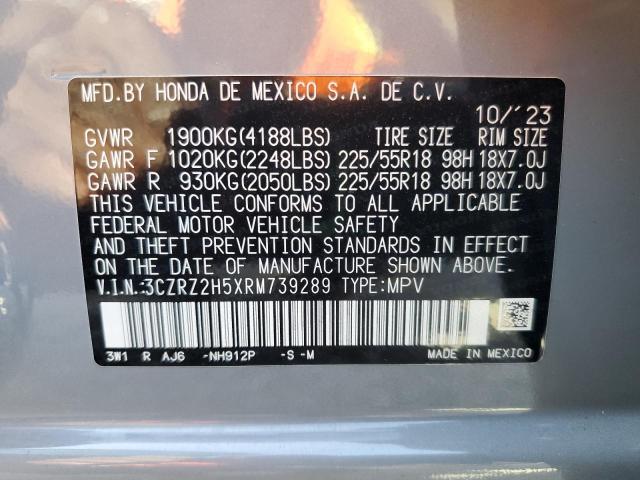 MFD.BY HONDA DE MEXICO S.A. DE C.V.
10/'23
GVWR 1900KG(4188LBS) TIRE SIZE RIM SIZE
GAWR F 1020KG(2248LBS) 225/55R18 98H 18X7.0J
GAWR R 930KG(2050LBS) 225/55R18 98H 18X7.0J
THIS VEHICLE CONFORMS TO ALL APPLICABLE
FEDERAL MOTOR VEHICLE SAFETY
AND THEFT PREVENTION STANDARDS IN EFFECT
ON THE DATE OF MANUFACTURE SHOWN ABOVE.
V.I.N.:3CZRZ2H5XRM739289 TYPE:MPV
3W1 R AJ6 -NH912P -S -M MADE IN MEXICO